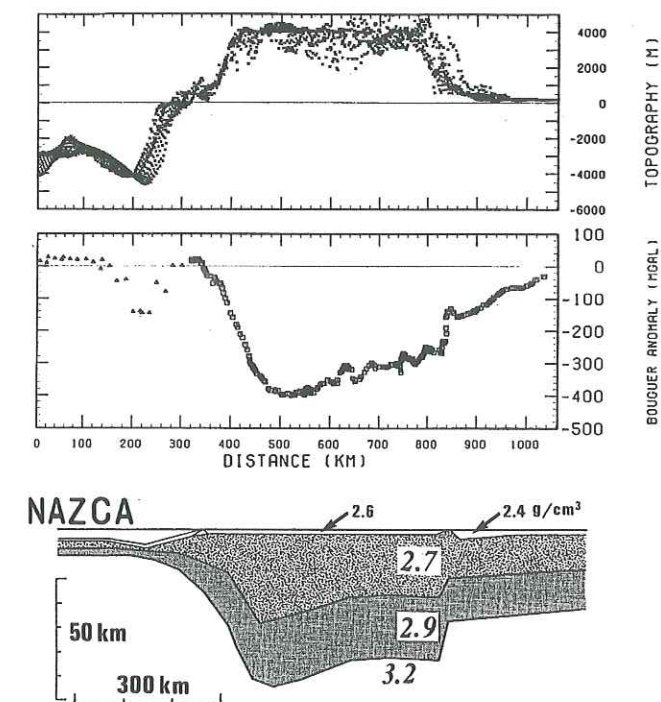 4000
2000
0
-2000
-4000
-6000
TOPOGRAPHY (M)
100
0
-100
-200
-300
-400
-500
BOUGUER ANOMALY (MGAL)
0 100 200 300 400 500 600 700 800 900 1000
DISTANCE (KM)
NAZCA
2.6
2.4 g/cm³
2.7
2.9
3.2
50 km
300 km